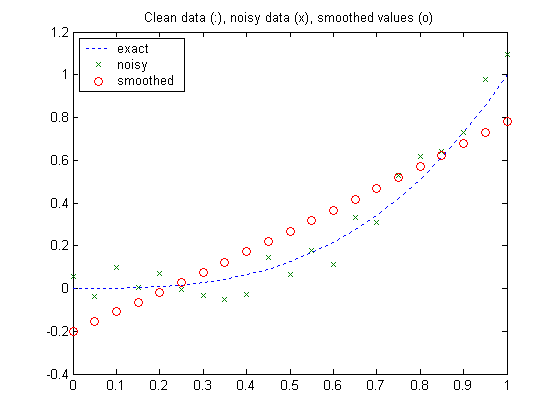 Clean data (:), noisy data (x), smoothed values (o)
1.2
exact
noisy
smoothed
1
0.8
0.6
0.4
0.2
0
-0.2
-0.4
0 0.1 0.2 0.3 0.4 0.5 0.6 0.7 0.8 0.9 1